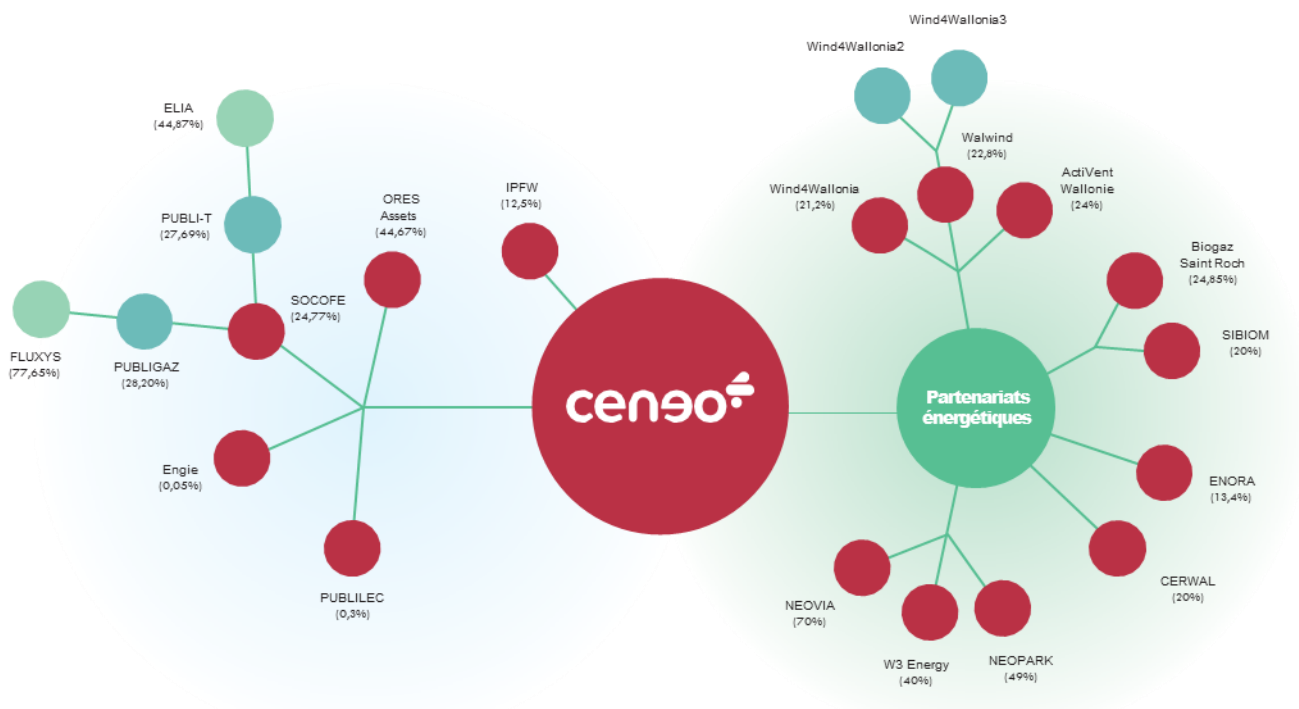 Wind4Wallonia3
Wind4Wallonia2
Walwind
(22,8%)
Wind4Wallonia
(21,2%)
ActiVent
Wallonie
(24%)
ELIA
(44,87%)
PUBLI-T
(27,69%)
ORES
Assets
(44,67%)
IPFW
(12,5%)
SOCOFE
(24,77%)
FLUXYS
(77,65%)
PUBLIGAZ
(28,20%)
Engie
(0,05%)
PUBLILEC
(0,3%)
ceneo
Partenariats
énergétiques
Biogaz
Saint Roch
(24,85%)
SIBIOM
(20%)
ENORA
(13,4%)
CERWAL
(20%)
NEOVIA
(70%)
W3 Energy
(40%)
NEOPARK
(49%)